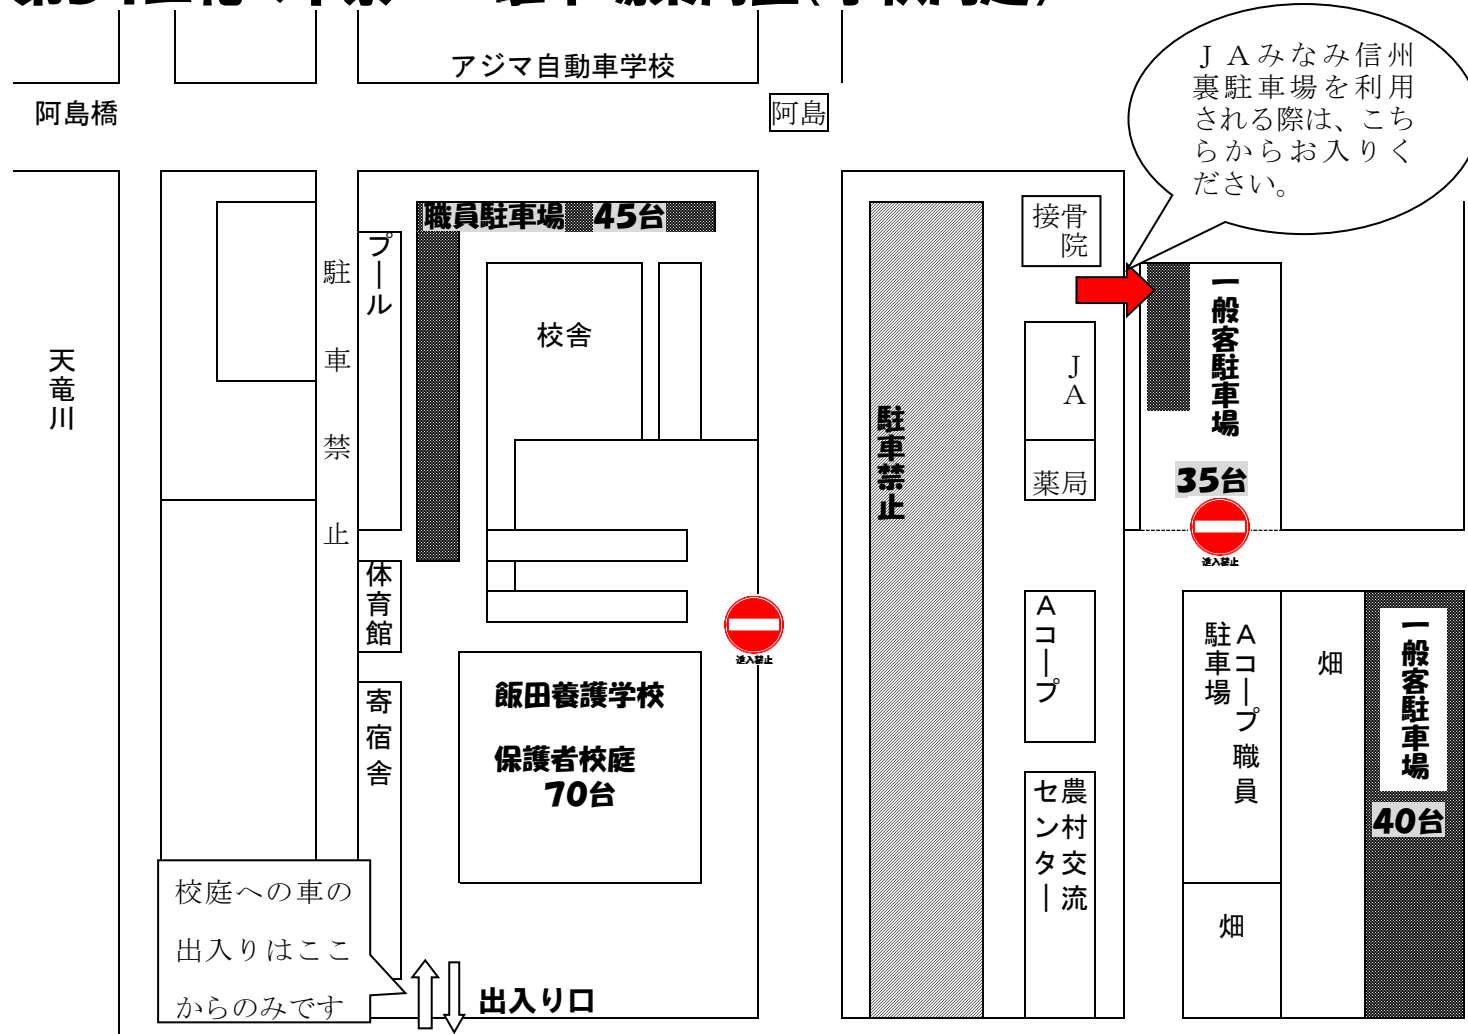 アジマ自動車学校
阿島橋
阿島
ＪＡみなみ信州
裏駐車場を利用
される際は、こち
らからお入りく
ださい。
職員駐車場 45台
接骨
院
プール
駐車禁止
校舎
天竜川
ＪＡ
薬局
駐車禁止
一般客駐車場
35台
進入禁止
体育館
Ａコープ
進入禁止
Ａコープ職員
駐車場
畑
一般客駐車場
40台
飯田養護学校
保護者校庭
70台
寄宿舎
農村交流
センター
畑
校庭への車の
出入りはここ
からのみです
出入り口